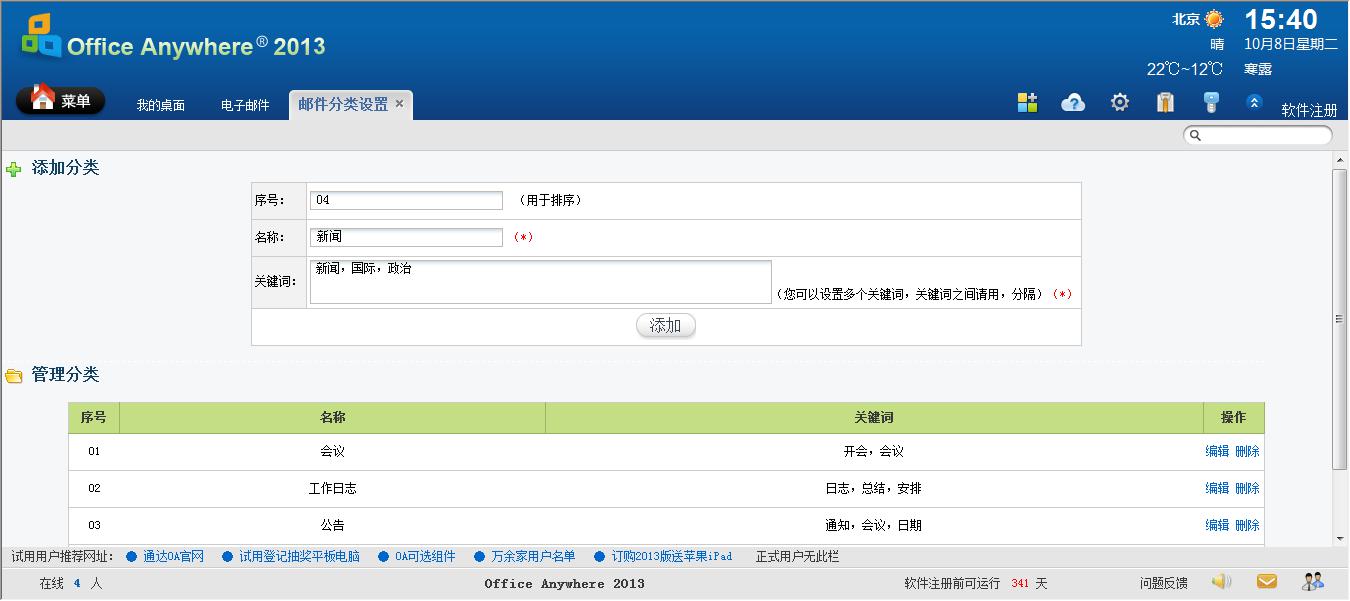 北京 15:40
Office Anywhere® 2013 晴 10月8日星期二
22℃~12℃ 寒露
菜单 我的桌面 电子邮件 邮件分类设置 × 软件注册
添加分类
序号： 04 （用于排序）
名称： 新闻 (*)
关键词： 新闻，国际，政治 （您可以设置多个关键词，关键词之间请用，分隔）(*)
添加
管理分类
序号 名称 关键词 操作
01 会议 开会，会议 编辑 删除
02 工作日志 日志，总结，安排 编辑 删除
03 公告 通知，会议，日期 编辑 删除
试用用户推荐网址： 通达OA官网 试用登记抽奖平板电脑 OA可选组件 万余家用户名单 订购2013版送苹果iPad 正式用户无此栏
在线 4 人 Office Anywhere 2013 软件注册前可运行 341 天 问题反馈